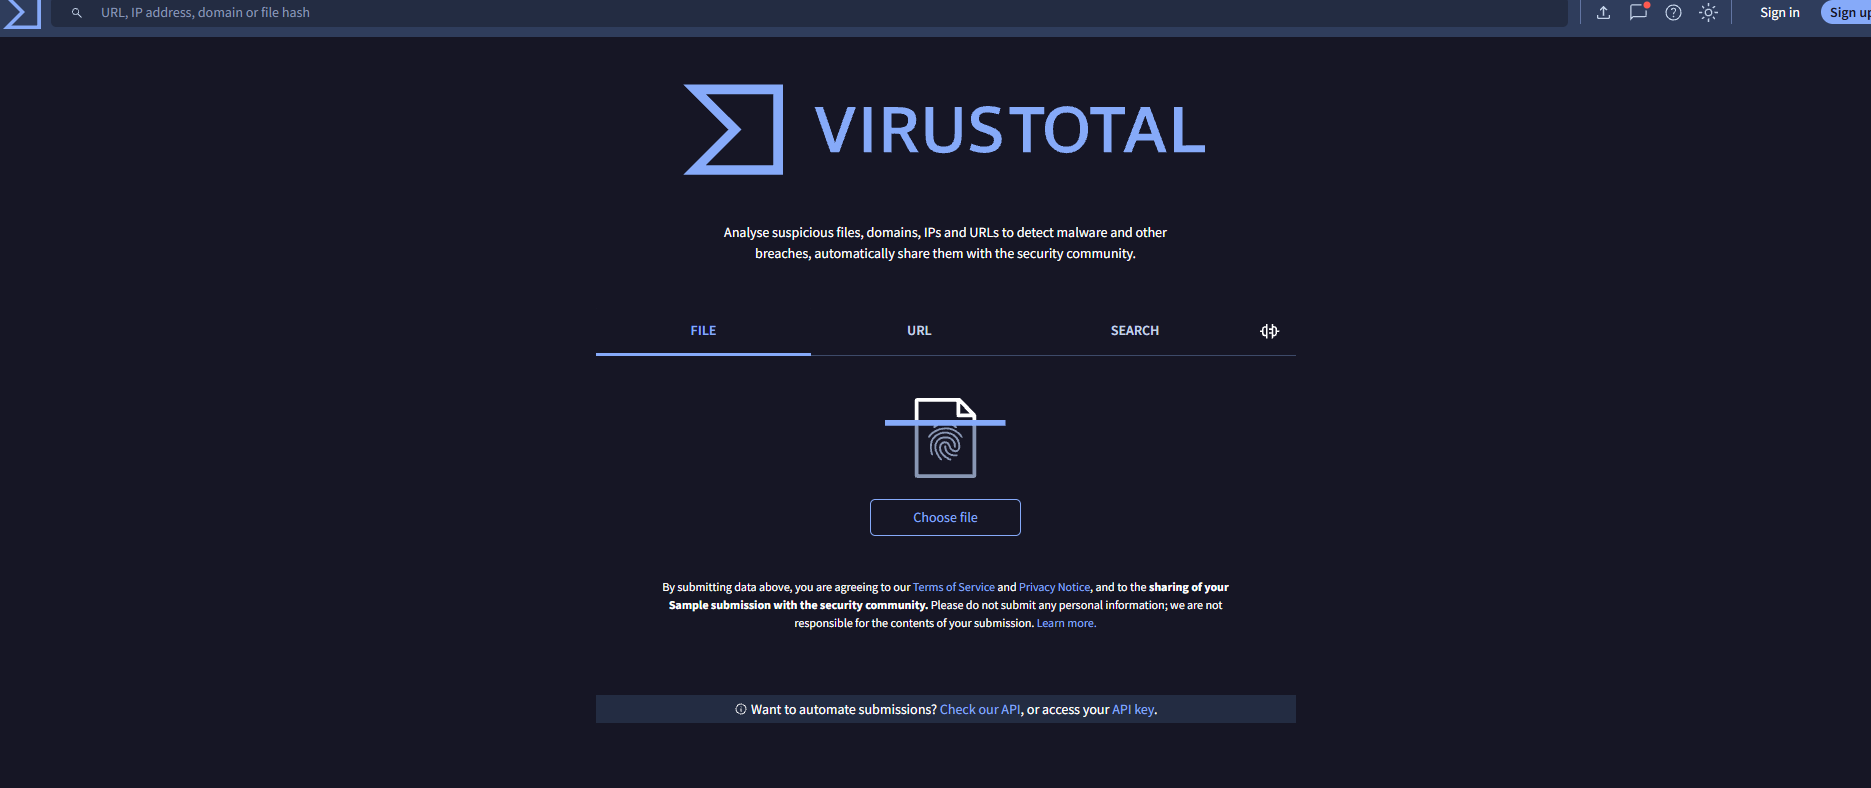 URL, IP address, domain or file hash
Sign in
Sign up
VIRUSTOTAL
Analyse suspicious files, domains, IPs and URLs to detect malware and other
breaches, automatically share them with the security community.
FILE
URL
SEARCH
Choose file
By submitting data above, you are agreeing to our Terms of Service and Privacy Notice, and to the sharing of your
Sample submission with the security community. Please do not submit any personal information; we are not
responsible for the contents of your submission. Learn more.
Want to automate submissions? Check our API, or access your API key.